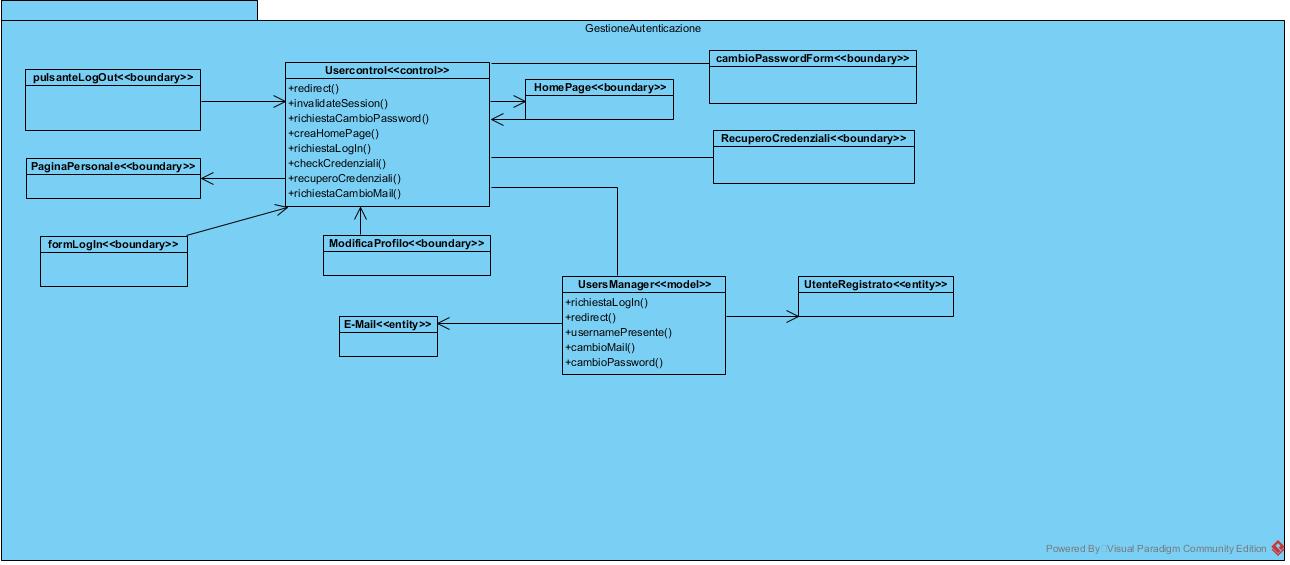 GestioneAutenticazione
pulsanteLogOut<<boundary>>
Usercontrol<<control>>
+redirect()
+invalidateSession()
+richiestaCambioPassword()
+creaHomePage()
+richiestaLogIn()
+checkCredenziali()
+recuperoCredenziali()
+richiestaCambioMail()
HomePage<<boundary>>
cambioPasswordForm<<boundary>>
RecuperoCredenziali<<boundary>>
PaginaPersonale<<boundary>>
formLogIn<<boundary>>
ModificaProfilo<<boundary>>
E-Mail<<entity>>
UsersManager<<model>>
+richiestaLogIn()
+redirect()
+usernamePresente()
+cambioMail()
+cambioPassword()
UtenteRegistrato<<entity>>
Powered By Visual Paradigm Community Edition